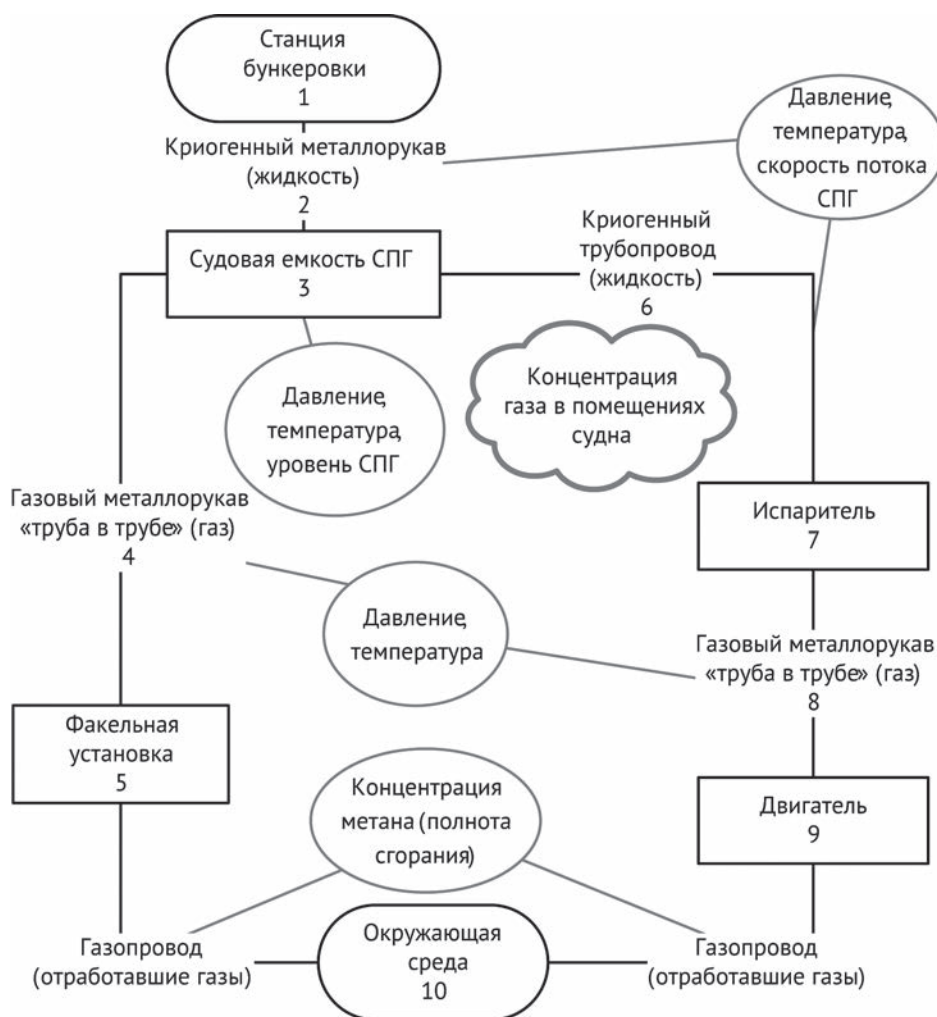 Станция
бункеровки
1
Криогенный металлорукав
(жидкость)
2
Давление,
температура,
скорость потока
СПГ
Судовая емкость СПГ
3
Криогенный
трубопровод
(жидкость)
6
Давление,
температура,
уровень СПГ
Концентрация
газа в помещениях
судна
Газовый металлорукав
«труба в трубе» (газ)
4
Испаритель
7
Давление,
температура
Газовый металлорукав
«труба в трубе» (газ)
8
Факельная
установка
5
Концентрация
метана (полнота
сгорания)
Двигатель
9
Газопровод
(отработавшие газы)
Окружающая
среда
10
Газопровод
(отработавшие газы)